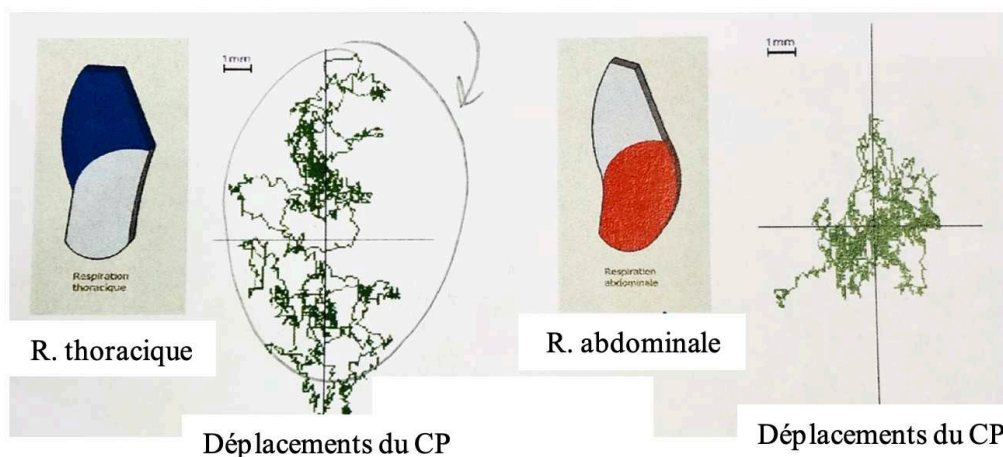 1mm
Respiration
thoracique
R. thoracique
Déplacements du CP
1mm
Respiration
abdominale
R. abdominale
Déplacements du CP